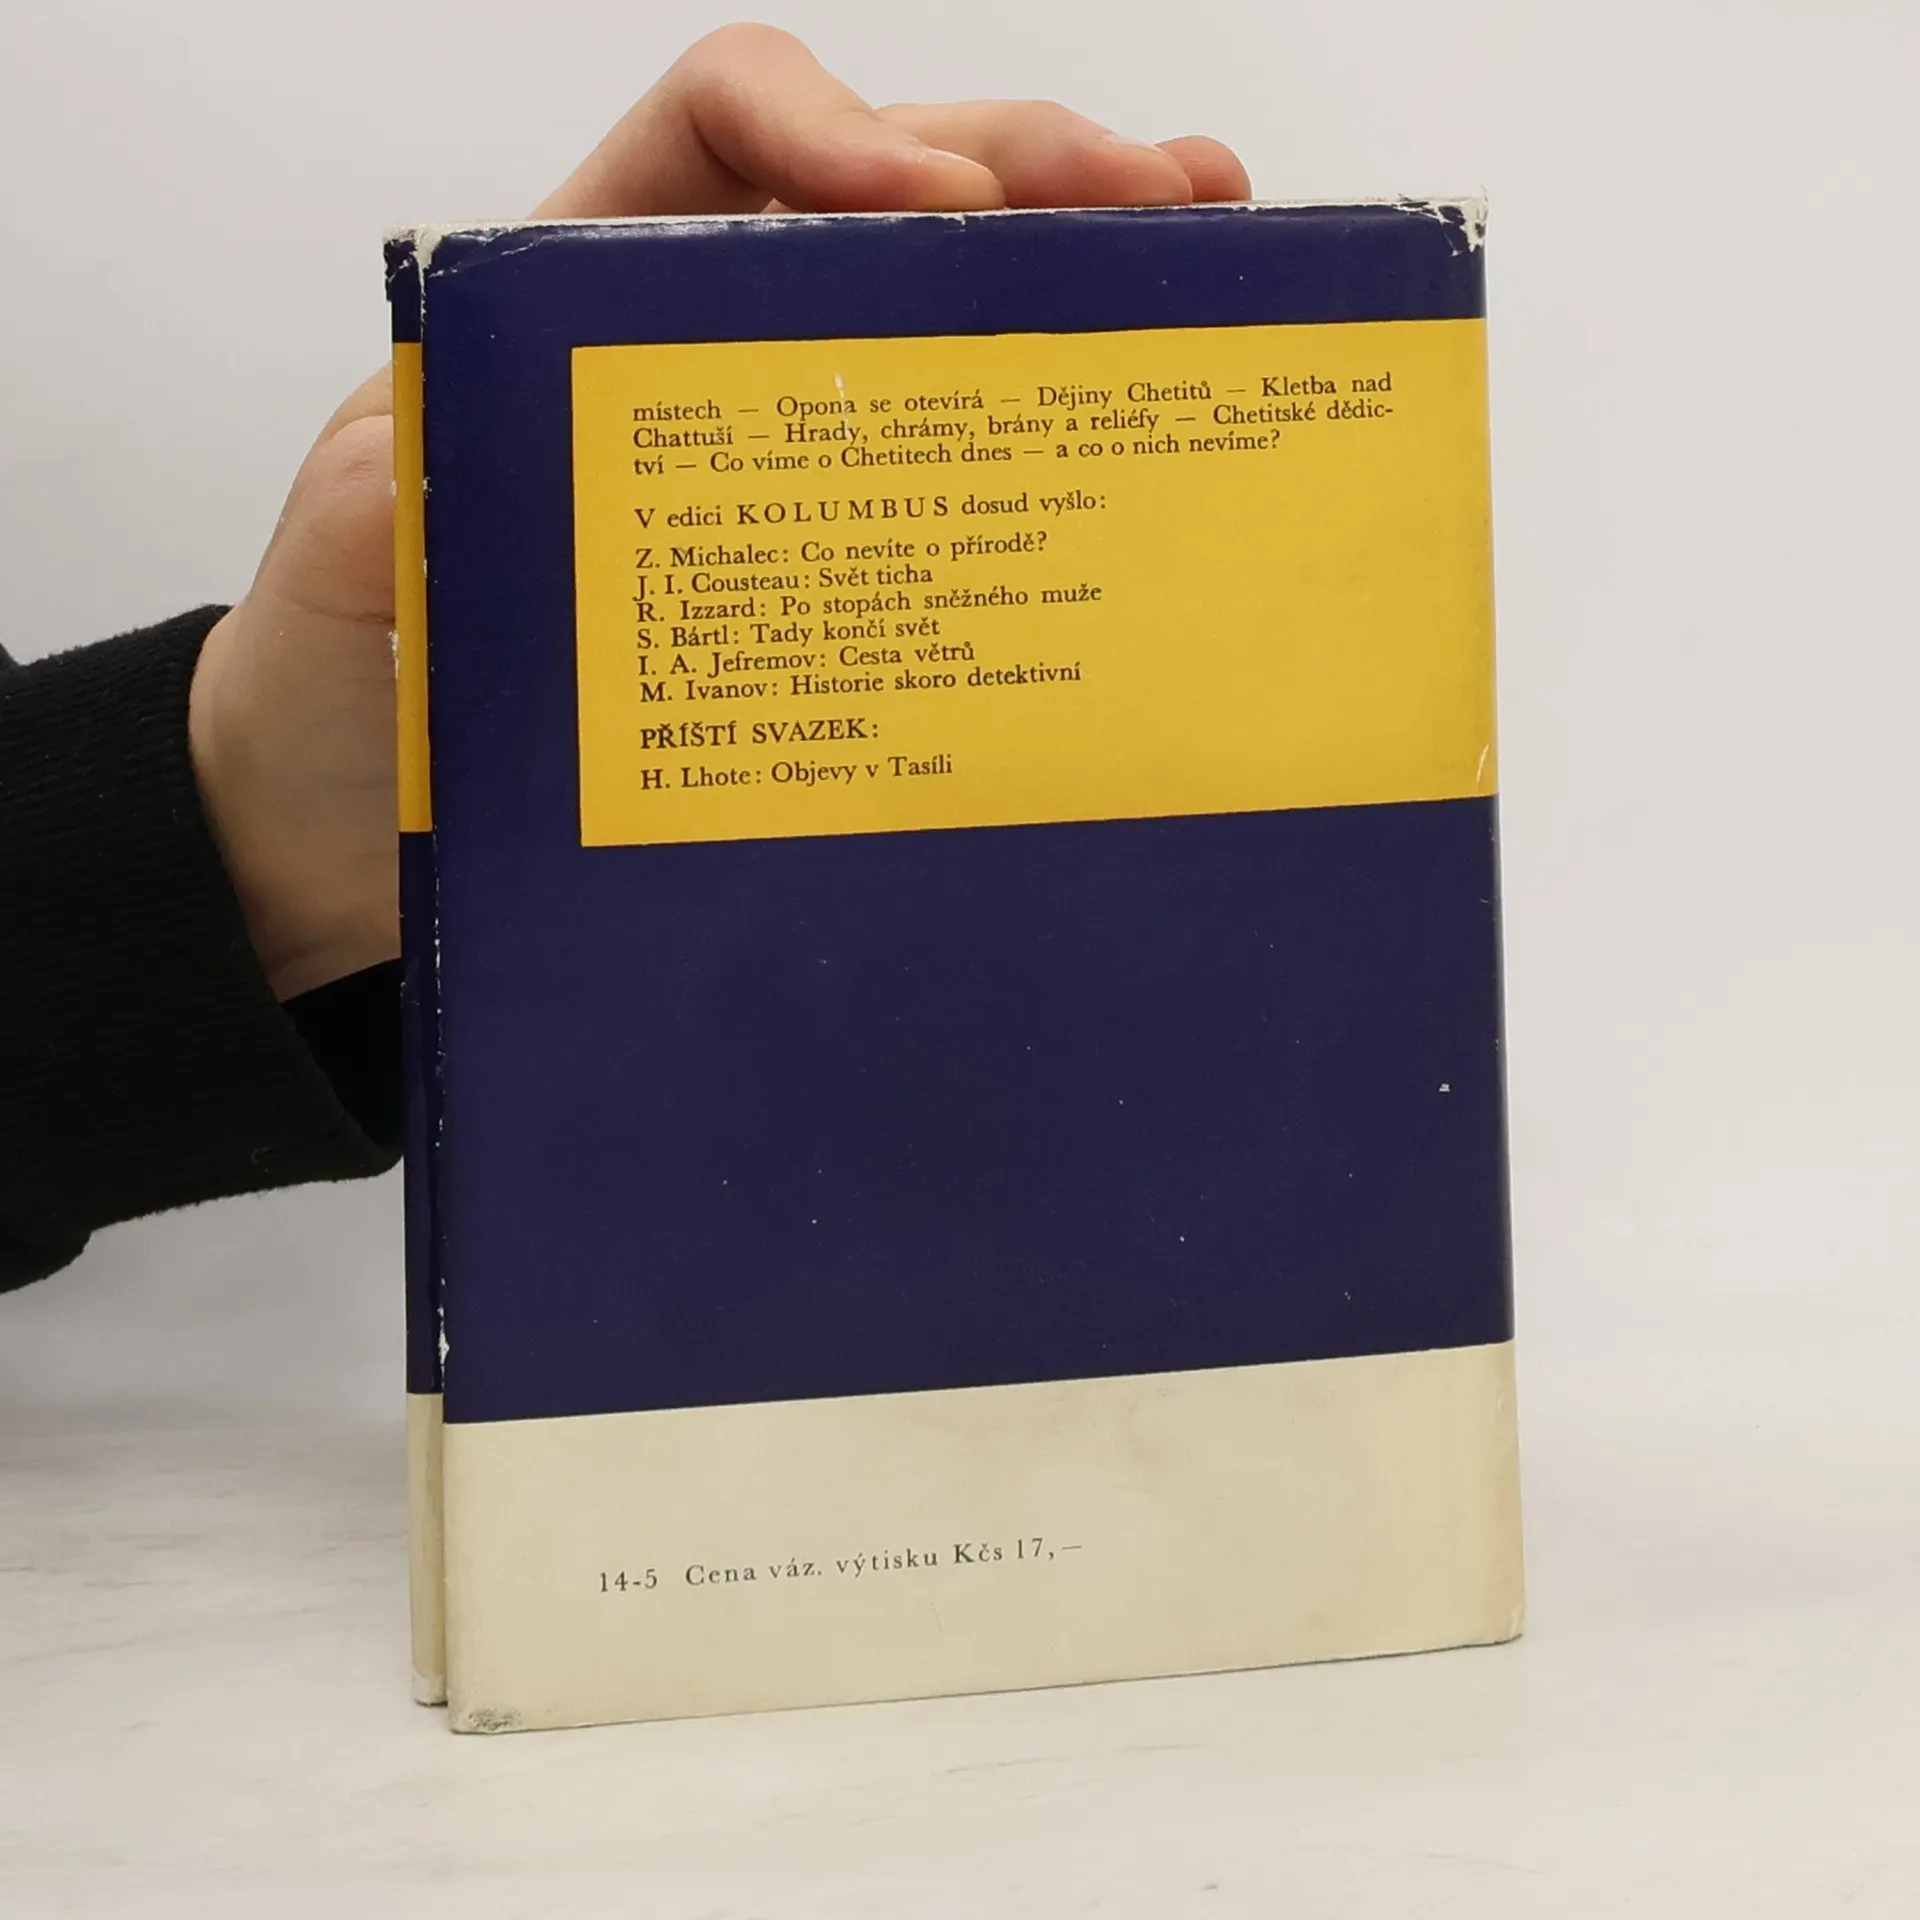 místech — Opona se otevírá — Dějiny Chetitů — Kletba nad
Chattuší — Hrady, chrámy, brány a reliéfy — Chetitské dědic-
tví — Co víme o Chetitech dnes — a co o nich nevíme?
V edici KOLUMBUS dosud vyšlo:
Z. Michalec: Co nevíte o přírodě?
J. I. Cousteau: Svět ticha
R. Izzard: Po stopách sněžného muže
S. Bártl: Tady končí svět
I. A. Jefremov: Cesta větrů
M. Ivanov: Historie skoro detektivní
PŘÍŠTÍ SVAZEK:
H. Lhote: Objevy v Tasíli
14-5 Cena váz. výtisku Kčs 17,—